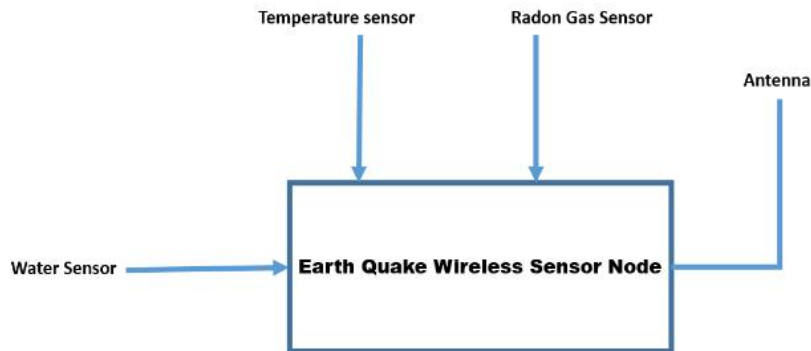 Temperature sensor
Radon Gas Sensor
Antenna
Water Sensor
Earth Quake Wireless Sensor Node